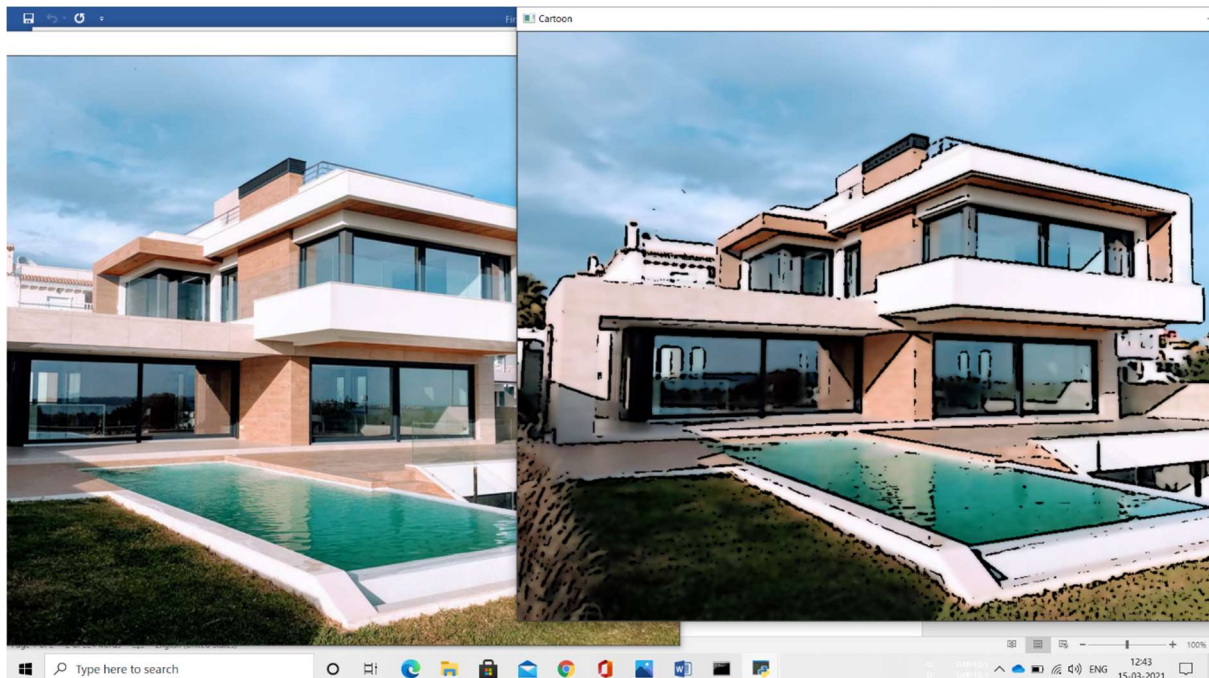 Cartoon
100%
Type here to search
ENG
12:43
15-03-2021